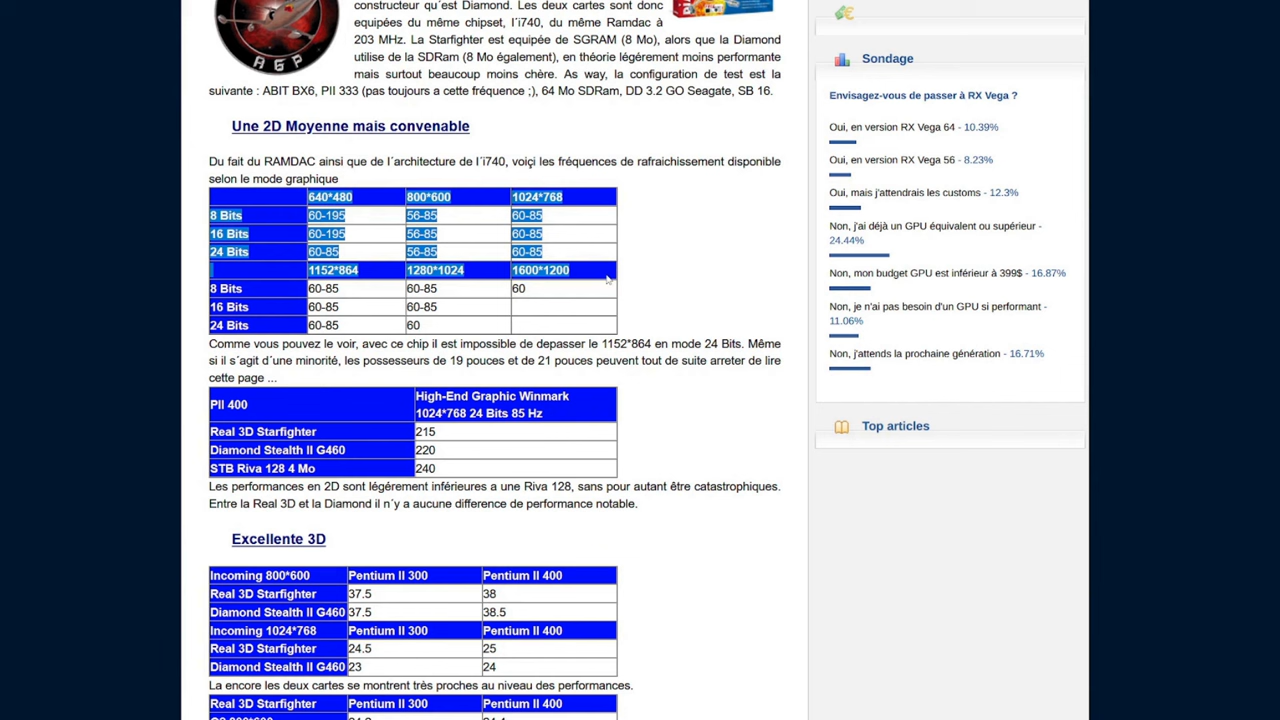 constructeur qu´est Diamond. Les deux cartes sont donc
equipées du même chipset, l´i740, du même Ramdac à
203 MHz. La Starfighter est equipée de SGRAM (8 Mo), alors que la Diamond
utilise de la SDRam (8 Mo également), en théorie légérement moins performante
mais surtout beaucoup moins chère. As way, la configuration de test est la
suivante : ABIT BX6, PII 333 (pas toujours a cette fréquence ;), 64 Mo SDRam, DD 3.2 GO Seagate, SB 16.
AGP
Une 2D Moyenne mais convenable
Du fait du RAMDAC ainsi que de l´architecture de l´i740, voiçi les fréquences de rafraichissement disponible
selon le mode graphique
640*480 800*600 1024*768
8 Bits 60-195 56-85 60-85
16 Bits 60-195 56-85 60-85
24 Bits 60-85 56-85 60-85
1152*864 1280*1024 1600*1200
8 Bits 60-85 60-85 60
16 Bits 60-85 60-85
24 Bits 60-85 60
Comme vous pouvez le voir, avec ce chip il est impossible de depasser le 1152*864 en mode 24 Bits. Même
si il s´agit d´une minorité, les possesseurs de 19 pouces et de 21 pouces peuvent tout de suite arreter de lire
cette page ...
PII 400 High-End Graphic Winmark
1024*768 24 Bits 85 Hz
Real 3D Starfighter 215
Diamond Stealth II G460 220
STB Riva 128 4 Mo 240
Les performances en 2D sont légérement inférieures a une Riva 128, sans pour autant être catastrophiques.
Entre la Real 3D et la Diamond il n´y a aucune difference de performance notable.
Excellente 3D
Incoming 800*600 Pentium II 300 Pentium II 400
Real 3D Starfighter 37.5 38
Diamond Stealth II G460 37.5 38.5
Incoming 1024*768 Pentium II 300 Pentium II 400
Real 3D Starfighter 24.5 25
Diamond Stealth II G460 23 24
La encore les deux cartes se montrent très proches au niveau des performances.
Real 3D Starfighter Pentium II 300 Pentium II 400
Sondage
Envisagez-vous de passer à RX Vega ?
Oui, en version RX Vega 64 - 10.39%
Oui, en version RX Vega 56 - 8.23%
Oui, mais j'attendrais les customs - 12.3%
Non, j'ai déjà un GPU équivalent ou supérieur -
24.44%
Non, mon budget GPU est inférieur à 399$ - 16.87%
Non, je n'ai pas besoin d'un GPU si performant -
11.06%
Non, j'attends la prochaine génération - 16.71%
Top articles